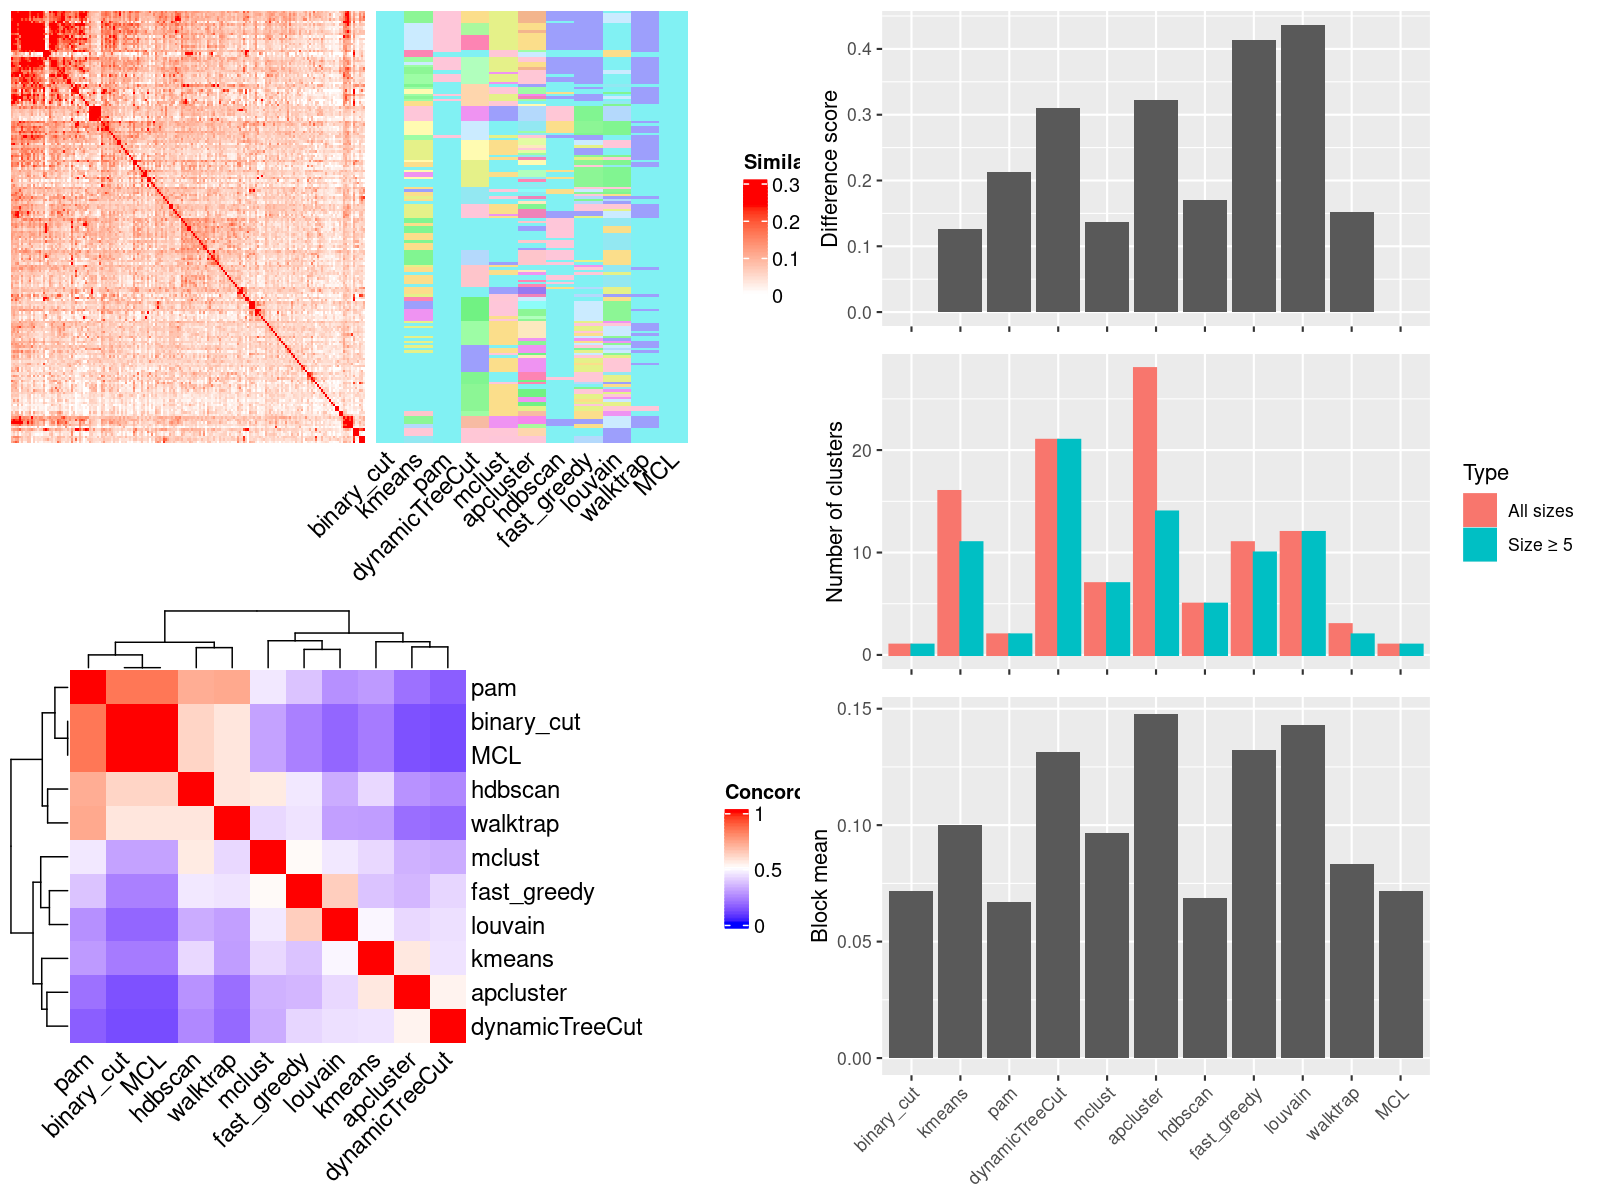 Simila
0.3
0.2
0.1
0
binary_cut
kmeans
pam
dynamicTreeCut
mclust
apcluster
hdbscan
fast_greedy
louvain
walktrap
MCL
pam
binary_cut
MCL
hdbscan
walktrap
mclust
fast_greedy
louvain
kmeans
apcluster
dynamicTreeCut
pam
binary_cut
MCL
hdbscan
walktrap
mclust
fast_greedy
louvain
kmeans
apcluster
dynamicTreeCut
Concord
1
0.5
0
Difference score
0.4
0.3
0.2
0.1
0.0
Number of clusters
20
10
0
Type
All sizes
Size ≥ 5
Block mean
0.15
0.10
0.05
0.00
binary_cut
kmeans
pam
dynamicTreeCut
mclust
apcluster
hdbscan
fast_greedy
louvain
walktrap
MCL